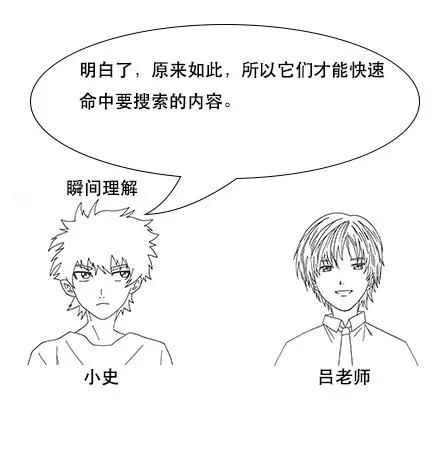 明白了，原来如此，所以它们才能快速
命中要搜索的内容。
瞬间理解
小史
吕老师